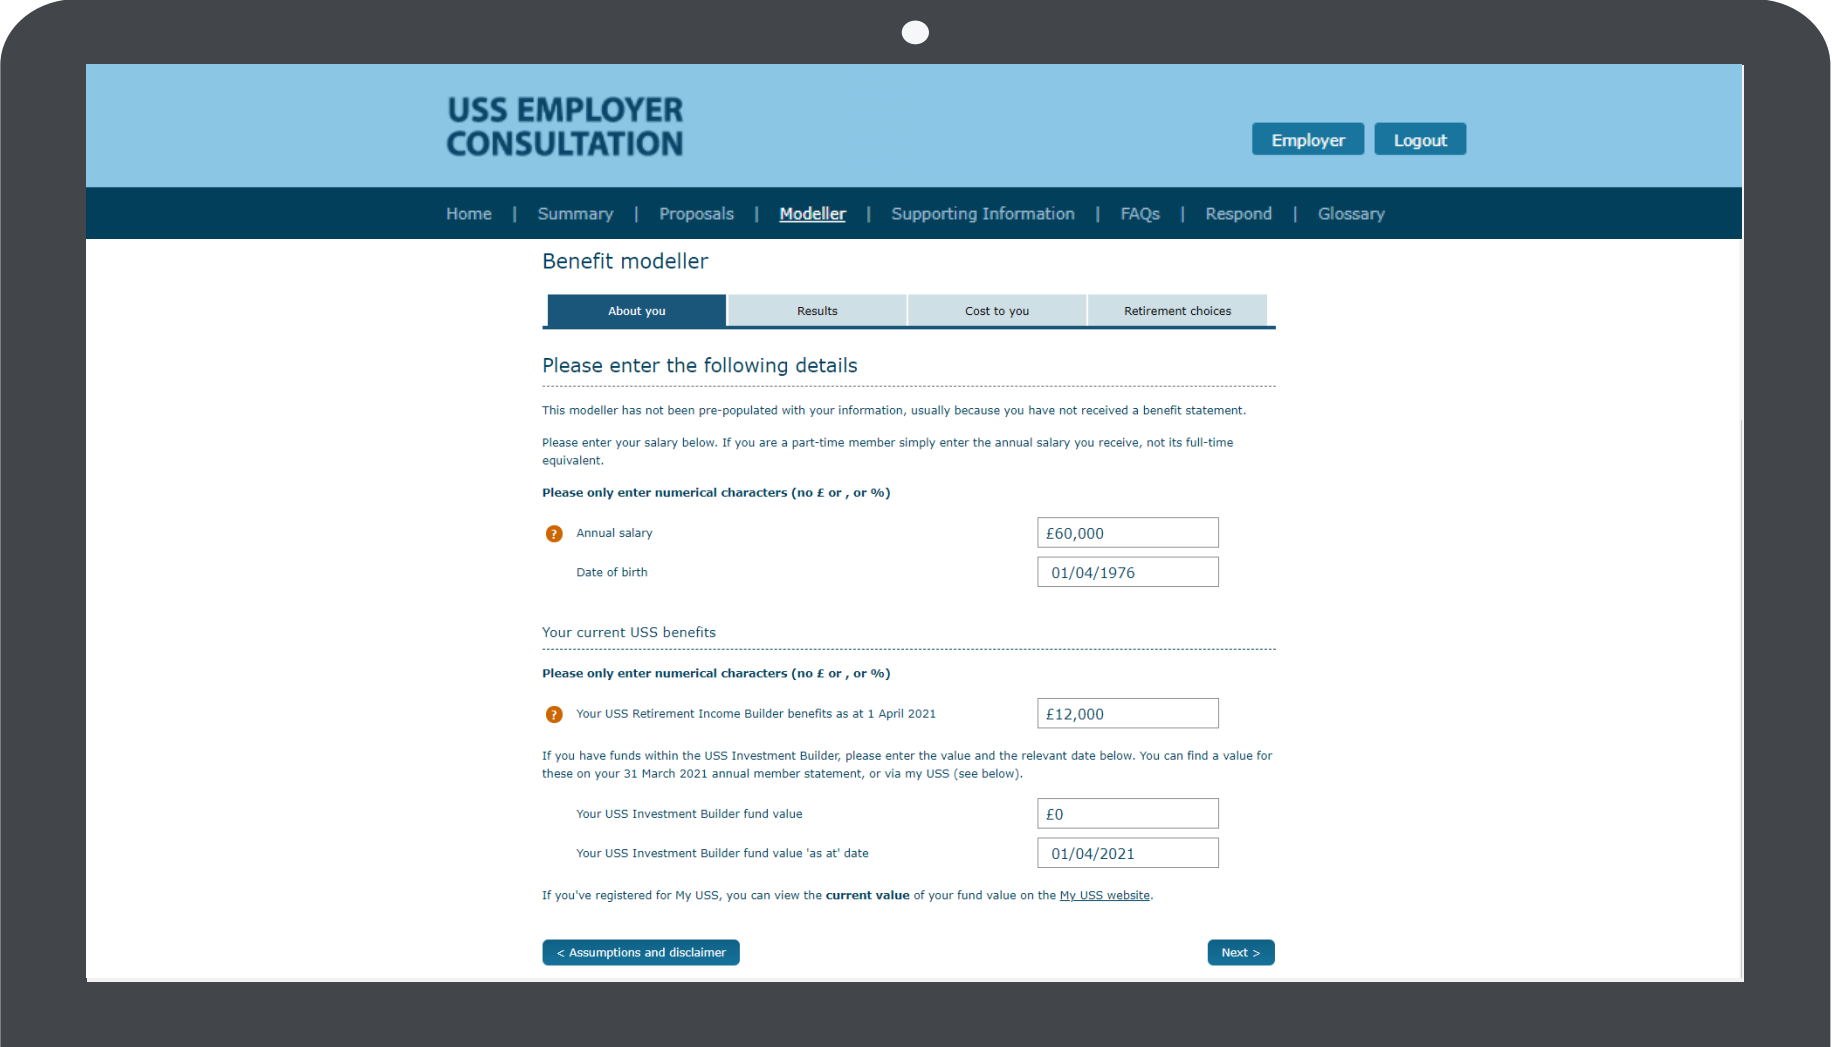 USS EMPLOYER
CONSULTATION
Employer
Logout
Home | Summary | Proposals | Modeller | Supporting Information | FAQs | Respond | Glossary
Benefit modeller
About you
Results
Cost to you
Retirement choices
Please enter the following details
This modeller has not been pre-populated with your information, usually because you have not received a benefit statement.
Please enter your salary below. If you are a part-time member simply enter the annual salary you receive, not its full-time
equivalent.
Please only enter numerical characters (no £ or , or %)
? Annual salary £60,000
Date of birth 01/04/1976
Your current USS benefits
Please only enter numerical characters (no £ or , or %)
? Your USS Retirement Income Builder benefits as at 1 April 2021 £12,000
If you have funds within the USS Investment Builder, please enter the value and the relevant date below. You can find a value for
these on your 31 March 2021 annual member statement, or via my USS (see below).
Your USS Investment Builder fund value £0
Your USS Investment Builder fund value 'as at' date 01/04/2021
If you've registered for My USS, you can view the current value of your fund value on the My USS website.
< Assumptions and disclaimer
Next >